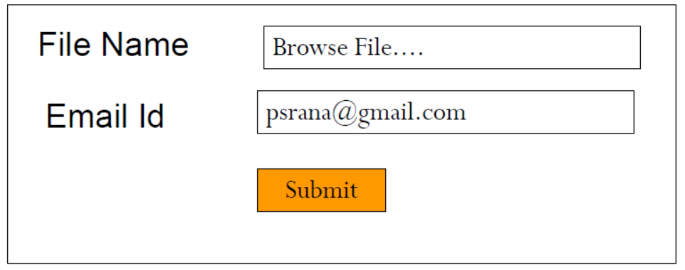 File Name Browse File....
Email Id psrana@gmail.com
Submit